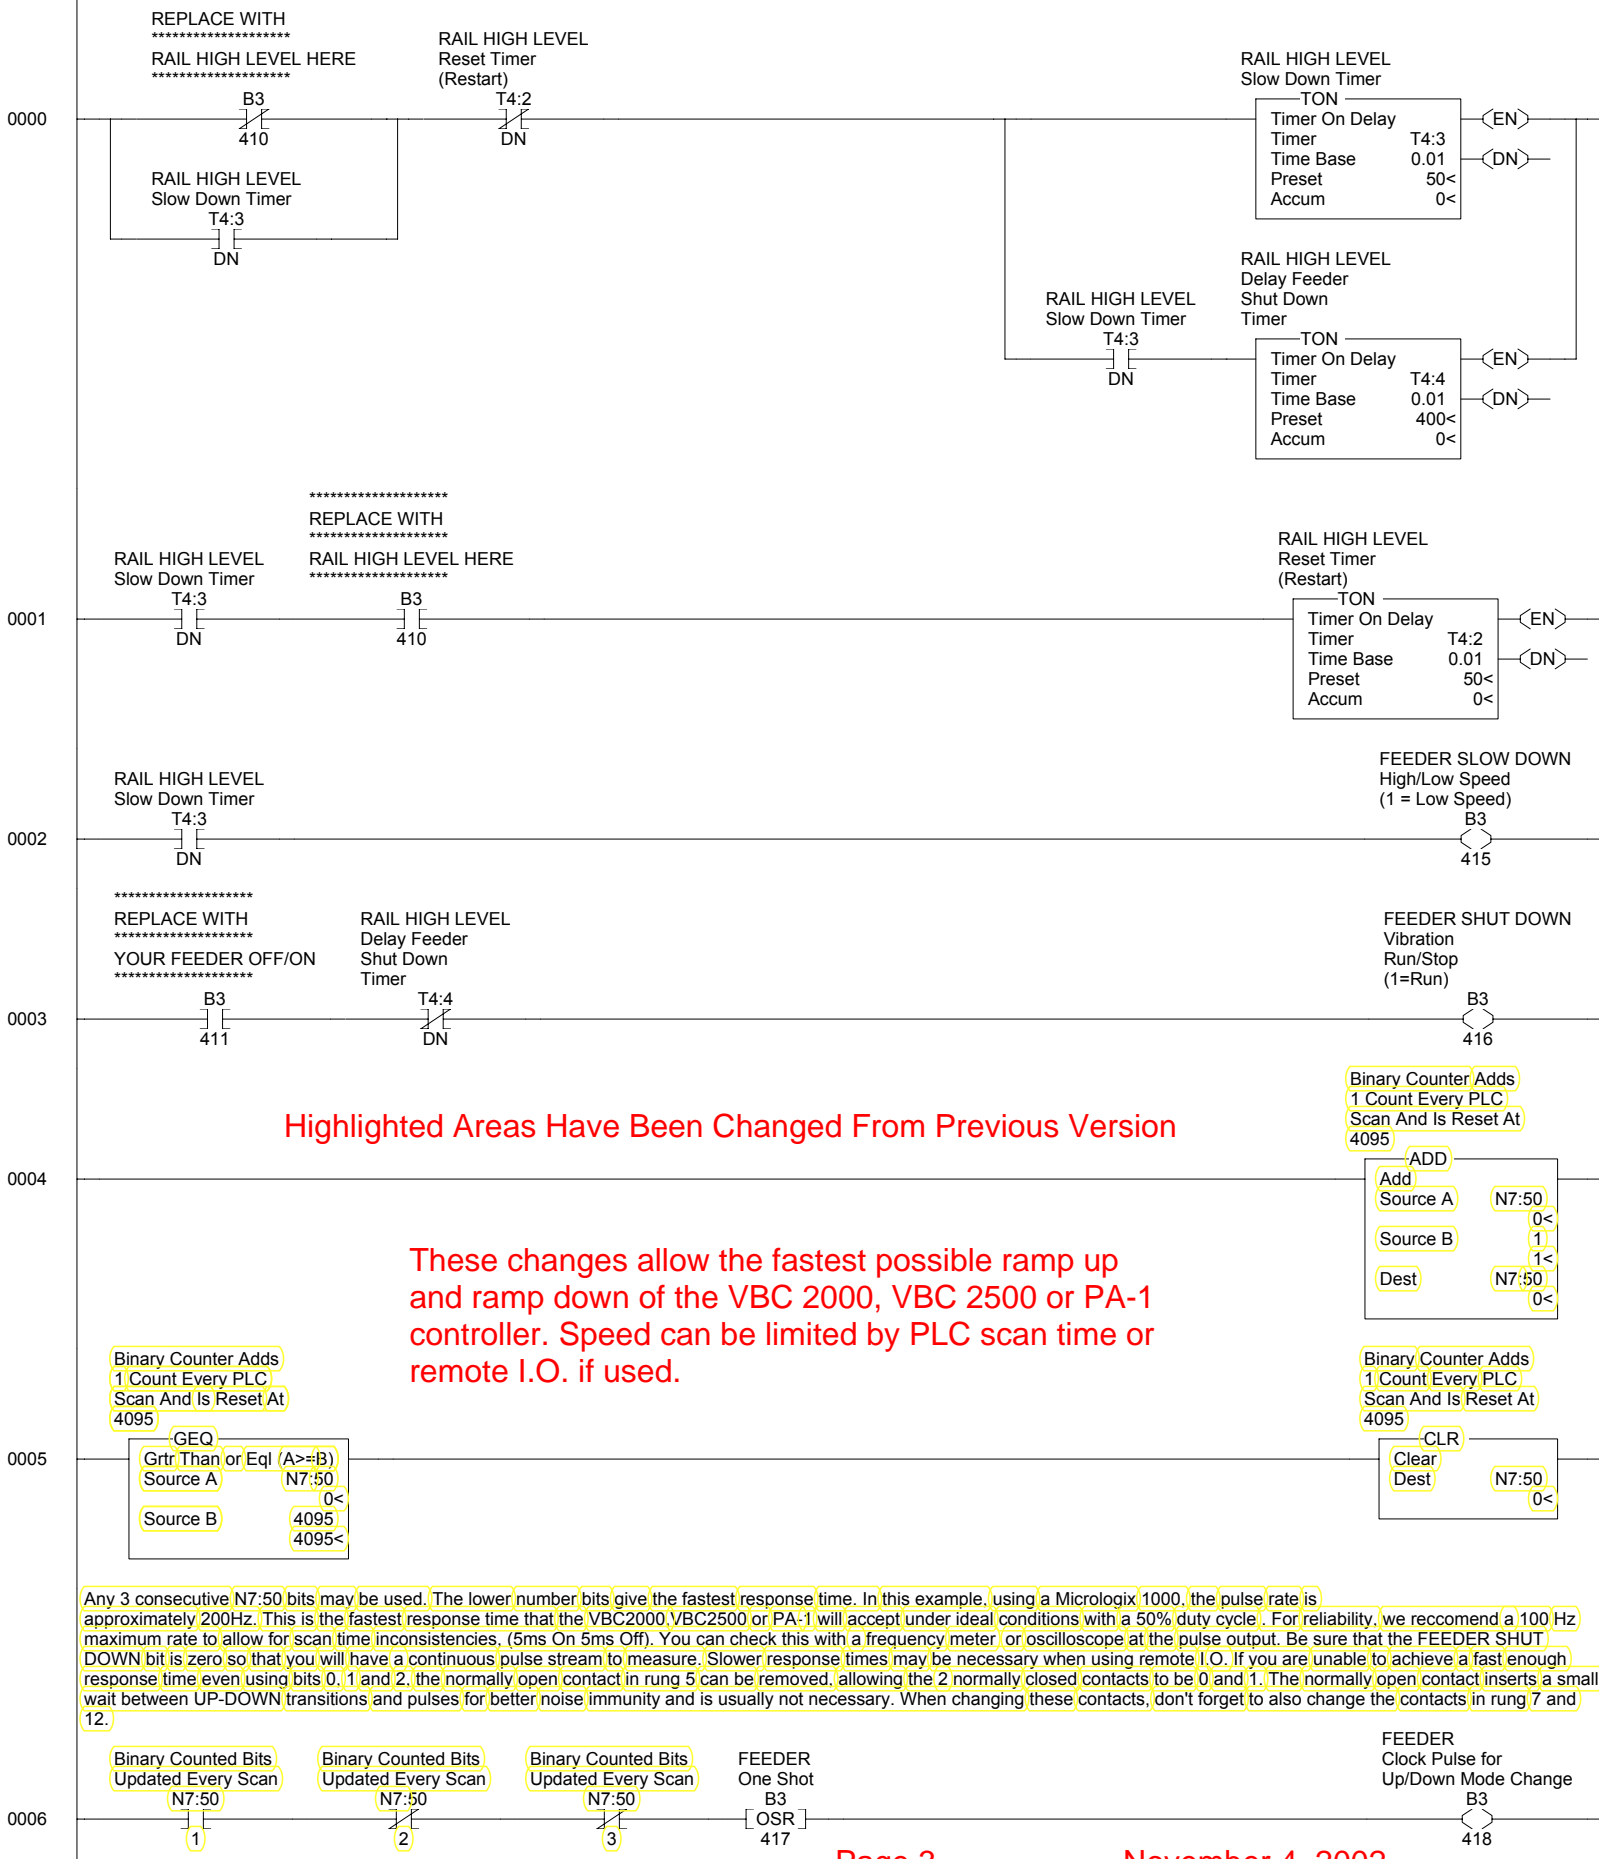 REPLACE WITH
********************
RAIL HIGH LEVEL HERE
********************
B3
410
RAIL HIGH LEVEL
Reset Timer
(Restart)
T4:2
DN
RAIL HIGH LEVEL
Slow Down Timer
TON
Timer On Delay
Timer T4:3
Time Base 0.01
Preset 50<
Accum 0<
EN
DN
0000
RAIL HIGH LEVEL
Slow Down Timer
T4:3
DN
RAIL HIGH LEVEL
Slow Down Timer
T4:3
DN
RAIL HIGH LEVEL
Delay Feeder
Shut Down
Timer
TON
Timer On Delay
Timer T4:4
Time Base 0.01
Preset 400<
Accum 0<
EN
DN
0001
RAIL HIGH LEVEL
Slow Down Timer
T4:3
DN
********************
REPLACE WITH
********************
RAIL HIGH LEVEL HERE
********************
B3
410
RAIL HIGH LEVEL
Reset Timer
(Restart)
TON
Timer On Delay
Timer T4:2
Time Base 0.01
Preset 50<
Accum 0<
EN
DN
0002
RAIL HIGH LEVEL
Slow Down Timer
T4:3
DN
FEEDER SLOW DOWN
High/Low Speed
(1 = Low Speed)
B3
415
0003
********************
REPLACE WITH
********************
YOUR FEEDER OFF/ON
********************
B3
411
RAIL HIGH LEVEL
Delay Feeder
Shut Down
Timer
T4:4
DN
FEEDER SHUT DOWN
Vibration
Run/Stop
(1=Run)
B3
416
Highlighted Areas Have Been Changed From Previous Version
0004
Binary Counter Adds
1 Count Every PLC
Scan And Is Reset At
4095
ADD
Add
Source A N7:50
0<
Source B 1
1<
Dest N7:50
0<
These changes allow the fastest possible ramp up
and ramp down of the VBC 2000, VBC 2500 or PA-1
controller. Speed can be limited by PLC scan time or
remote I.O. if used.
0005
Binary Counter Adds
1 Count Every PLC
Scan And Is Reset At
4095
GEQ
Grtr Than or Eql (A>=B)
Source A N7:50
0<
Source B 4095
4095<
Binary Counter Adds
1 Count Every PLC
Scan And Is Reset At
4095
CLR
Clear
Dest N7:50
0<
Any 3 consecutive N7:50 bits may be used. The lower number bits give the fastest response time. In this example, using a Micrologix 1000, the pulse rate is
approximately 200Hz. This is the fastest response time that the VBC2000,VBC2500 or PA-1 will accept under ideal conditions with a 50% duty cycle . For reliability, we reccomend a 100 Hz
maximum rate to allow for scan time inconsistencies, (5ms On 5ms Off). You can check this with a frequency meter or oscilloscope at the pulse output. Be sure that the FEEDER SHUT
DOWN bit is zero so that you will have a continuous pulse stream to measure. Slower response times may be necessary when using remote I.O. If you are unable to achieve a fast enough
response time even using bits 0, 1 and 2, the normally open contact in rung 5 can be removed, allowing the 2 normally closed contacts to be 0 and 1. The normally open contact inserts a small
wait between UP-DOWN transitions and pulses for better noise immunity and is usually not necessary. When changing these contacts, don't forget to also change the contacts in rung 7 and
12.
0006
Binary Counted Bits
Updated Every Scan
N7:50
1
Binary Counted Bits
Updated Every Scan
N7:50
2
Binary Counted Bits
Updated Every Scan
N7:50
3
FEEDER
One Shot
B3
OSR
417
FEEDER
Clock Pulse for
Up/Down Mode Change
B3
418
November 4, 2002